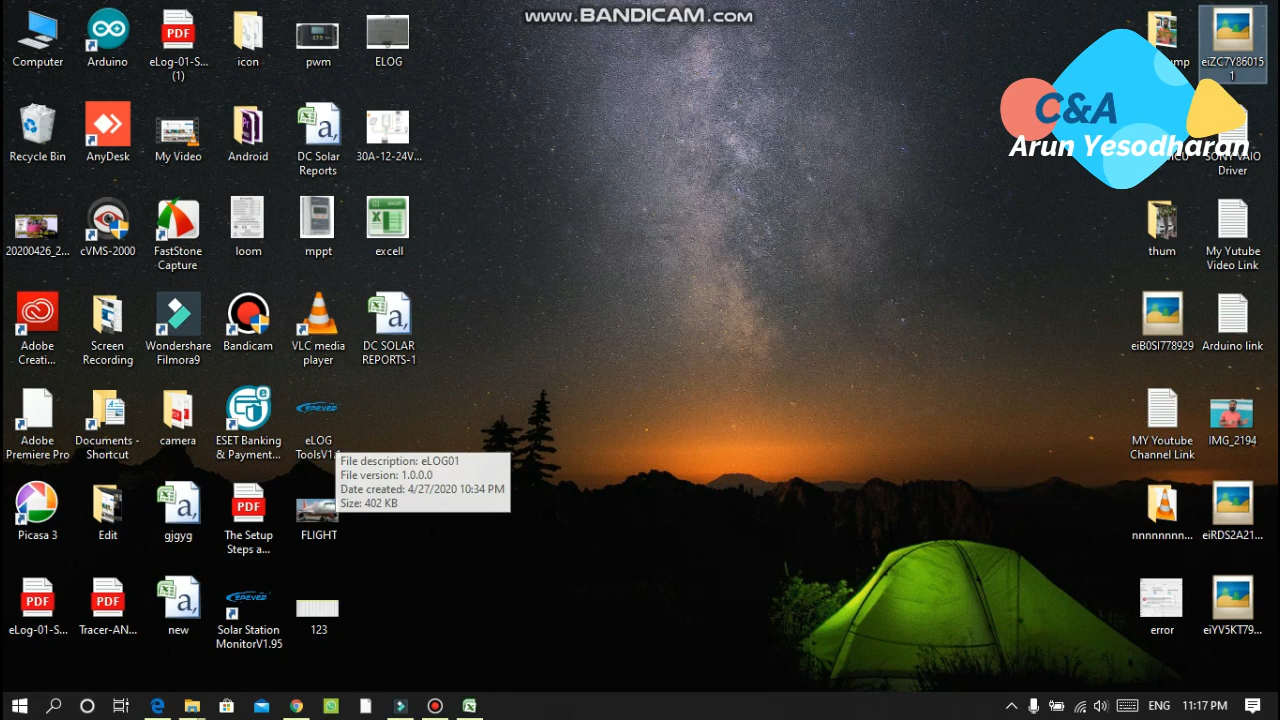 www.BANDICAM.com
Computer
Arduino
PDF
eLog-01-S...
(1)
icon
pwm
ELOG
eiZC7Y86015
1
C&A
Arun Yesodharan
Recycle Bin
AnyDesk
My Video
Android
DC Solar
Reports
30A-12-24V...
SONY VAIO
Driver
20200426_2...
cVMS-2000
FastStone
Capture
loom
mppt
excell
thum
My Yutube
Video Link
Adobe
Creati...
Screen
Recording
Wondershare
Filmora9
Bandicam
VLC media
player
DC SOLAR
REPORTS-1
eiB0SI778929
Arduino link
Adobe
Premiere Pro
Documents -
Shortcut
camera
ESET Banking
& Payment...
EPEVER
eLOG
ToolsV1.
MY Youtube
Channel Link
IMG_2194
File description: eLOG01
File version: 1.0.0.0
Date created: 4/27/2020 10:34 PM
Size: 402 KB
Picasa 3
Edit
gjgyg
PDF
The Setup
Steps a...
FLIGHT
nnnnnnnn...
eiRDS2A21...
PDF
eLog-01-S...
PDF
Tracer-AN...
new
EPEVER
Solar Station
MonitorV1.95
123
error
eiYV5KT79...
ENG
11:17 PM